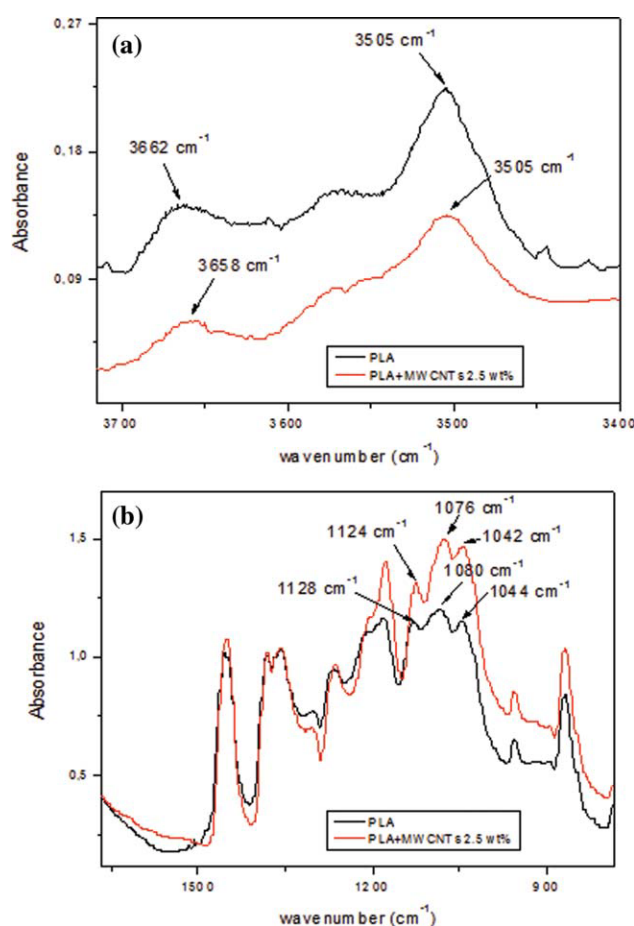 0.27
(a)
3505 cm⁻¹
3662 cm⁻¹
0.18
3505 cm⁻¹
Absorbance
3658 cm⁻¹
0.09
PLA
PLA+MWCNTs 2.5 wt%
3700 3600 3500 3400
wavenumber (cm⁻¹)
(b)
1076 cm⁻¹
1,5
1124 cm⁻¹
1042 cm⁻¹
1128 cm⁻¹
1080 cm⁻¹
1044 cm⁻¹
Absorbance
1.0
0.5
PLA
PLA+MWCNTs 2.5 wt%
1500 1200 900
wavenumber (cm⁻¹)